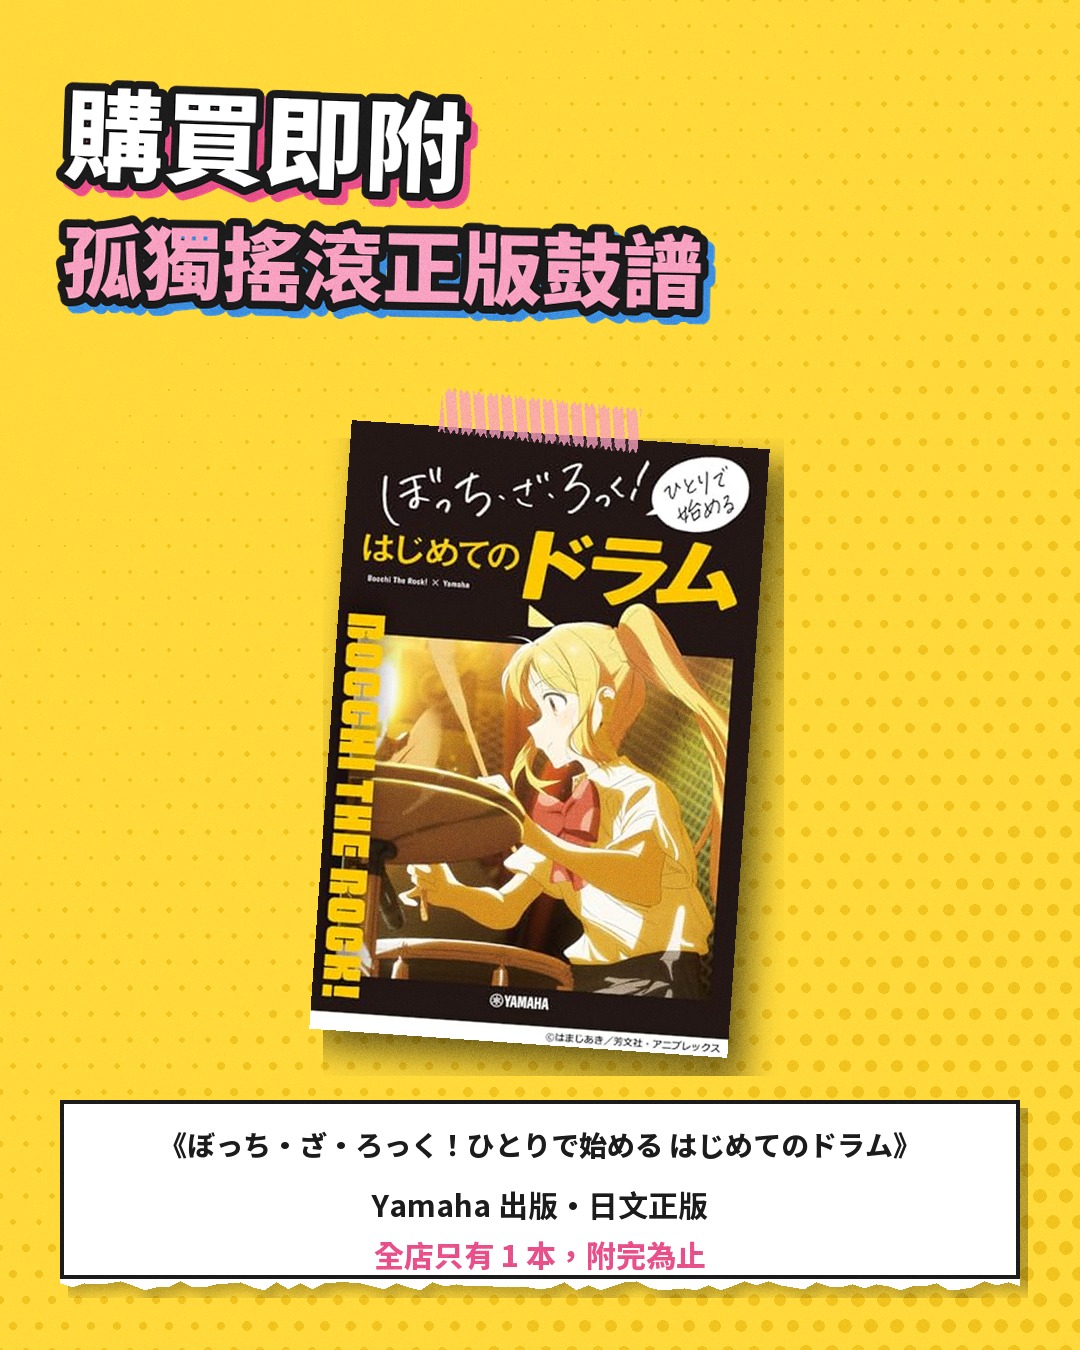 購買即附
孤獨搖滾正版鼓譜
ぼっち・ざ・ろっく!
ひとりで
始める
はじめての
ドラム
Bocchi The Rock! × Yamaha
BOCCHI THE ROCK!
YAMAHA
©はまじあき/芳文社・アニプレックス
《ぼっち・ざ・ろっく!ひとりで始める はじめてのドラム》
Yamaha 出版・日文正版
全店只有 1 本,附完為止